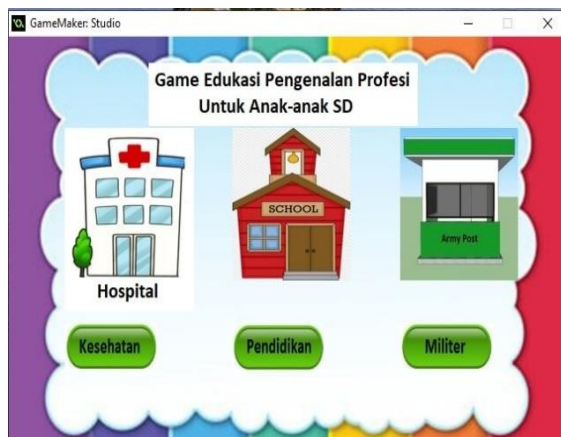 GameMaker: Studio
Game Edukasi Pengenalan Profesi
Untuk Anak-anak SD
SCHOOL
Army Post
Hospital
Kesehatan
Pendidikan
Militer